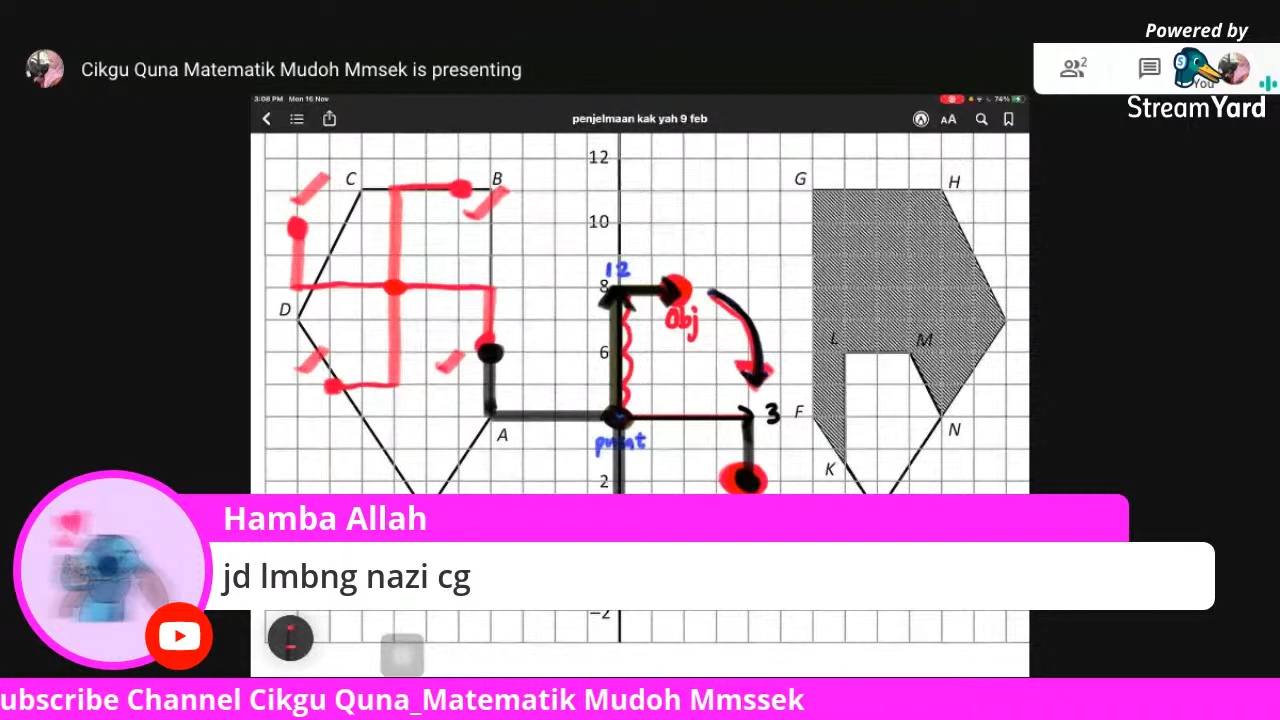 Powered by
Cikgu Quna Matematik Mudoh Mmsek is presenting
2
S
You
StreamYard
3:08 PM Mon 16 Nov
74%
penjelmaan kak yah 9 feb
AA
12
C
B
G
H
10
12
8
Obj
D
6
L
M
3
F
A
N
K
2
Hamba Allah
jd lmbng nazi cg
−2
ubscribe Channel Cikgu Quna_Matematik Mudoh Mmssek